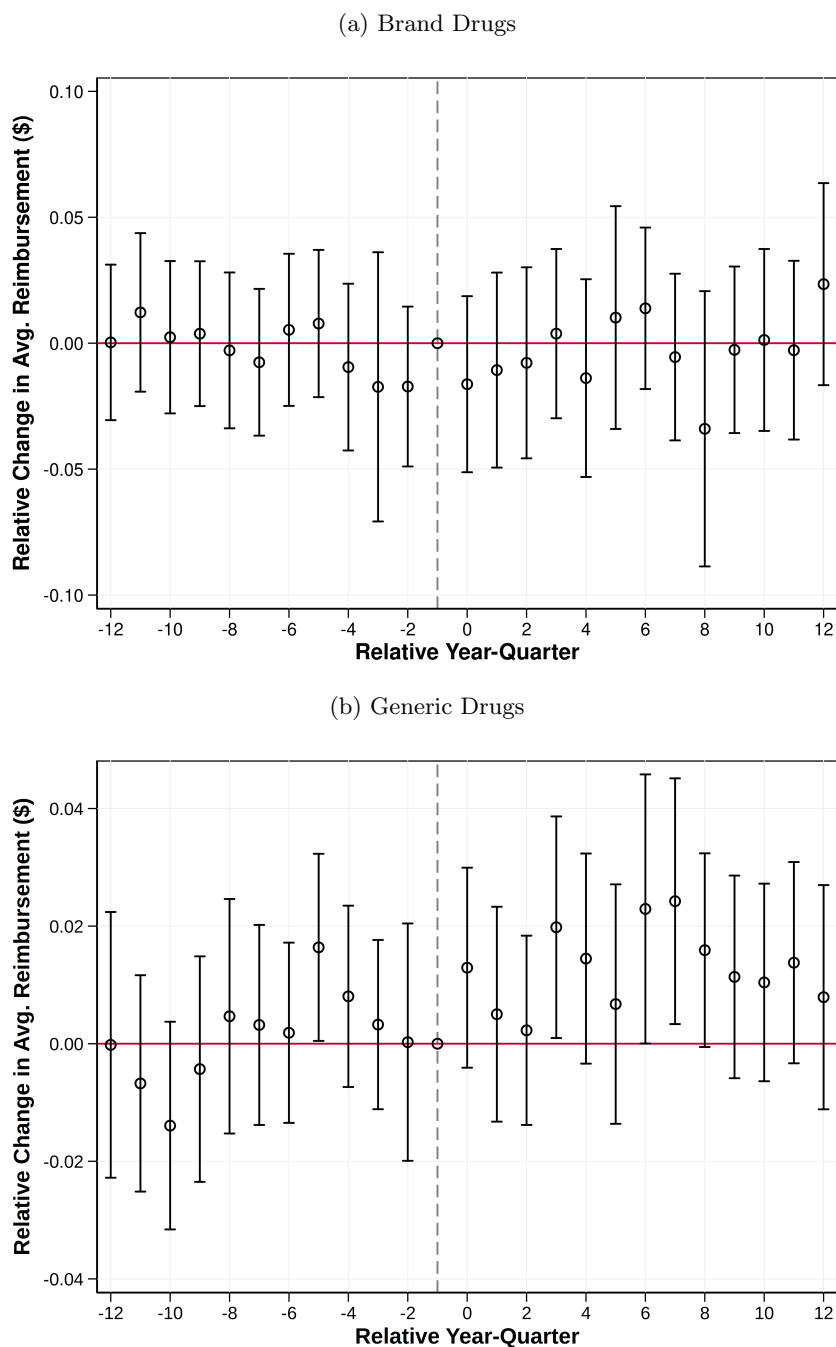 (a) Brand Drugs
Relative Change in Avg. Reimbursement ($)
0.10
0.05
0.00
-0.05
-0.10
-12 -10 -8 -6 -4 -2 0 2 4 6 8 10 12
Relative Year-Quarter
(b) Generic Drugs
Relative Change in Avg. Reimbursement ($)
0.04
0.02
0.00
-0.02
-0.04
-12 -10 -8 -6 -4 -2 0 2 4 6 8 10 12
Relative Year-Quarter